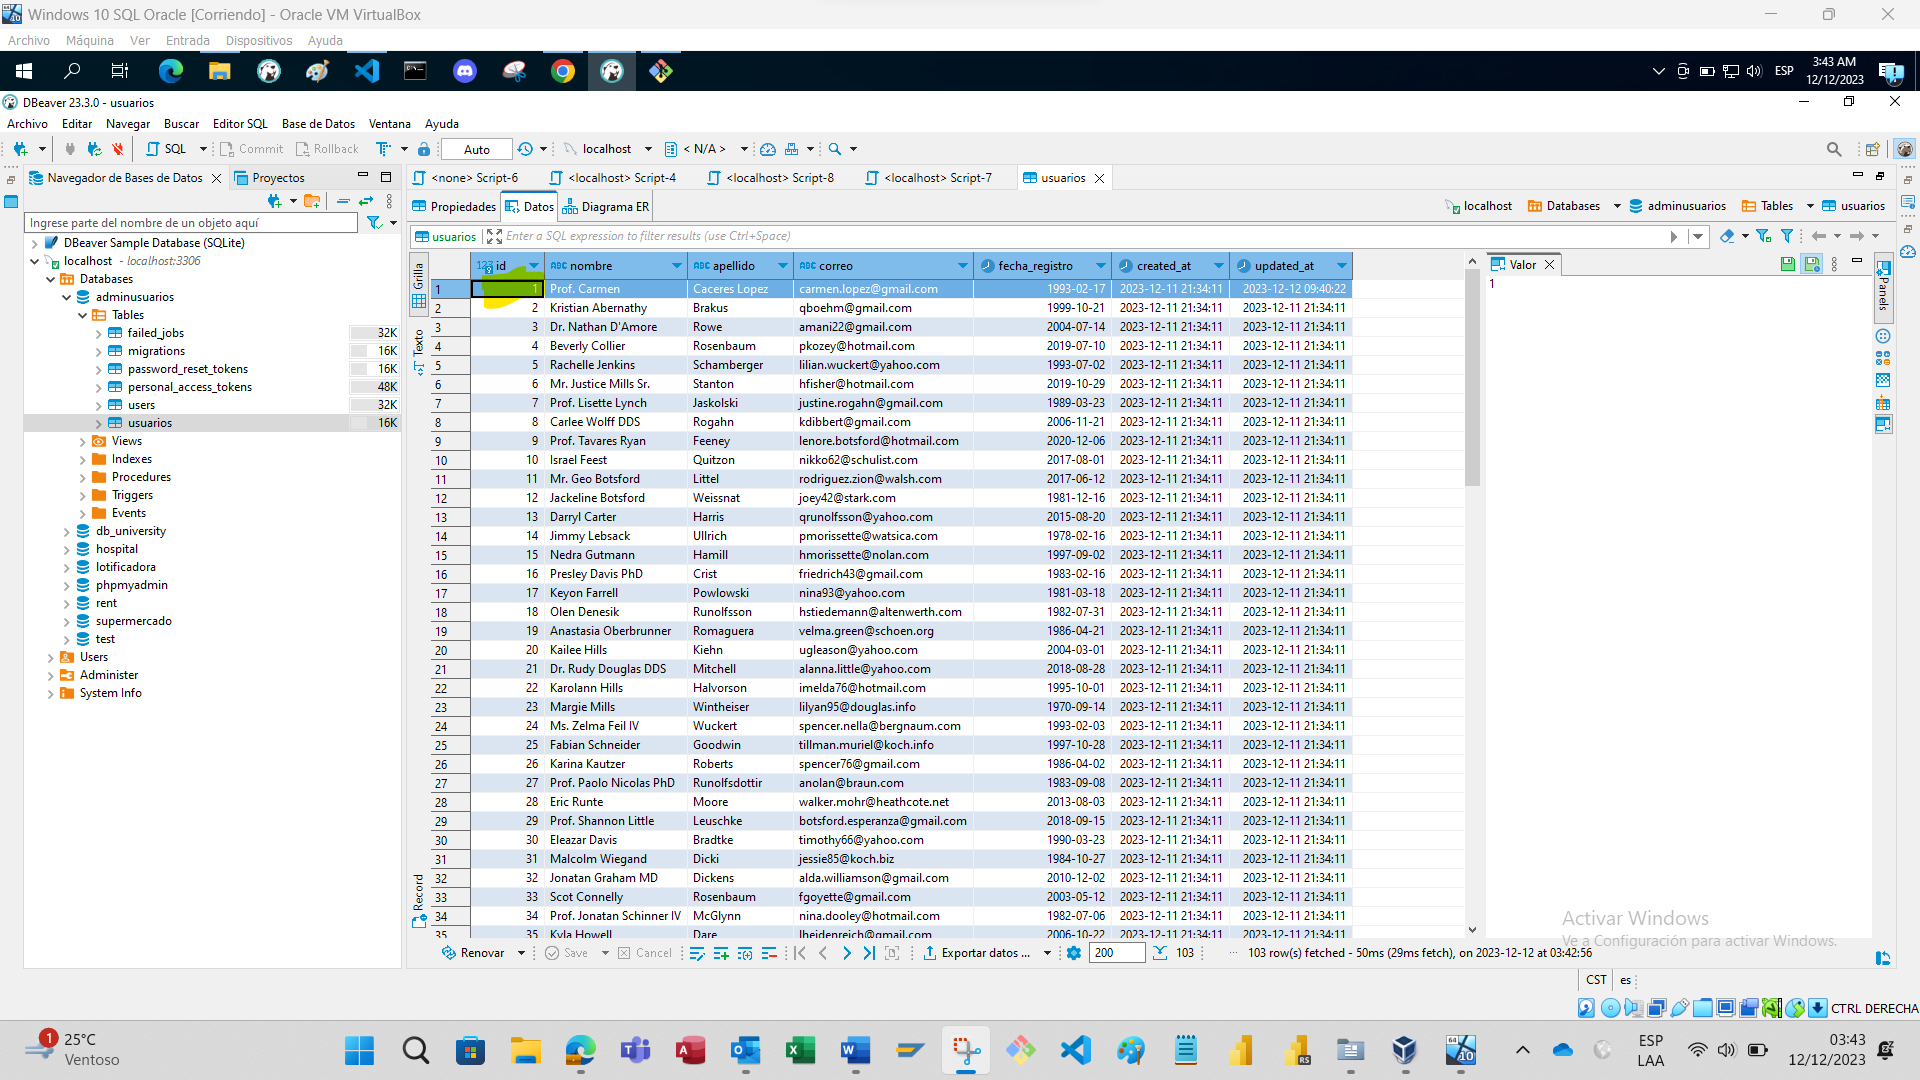 Windows 10 SQL Oracle [Corriendo] - Oracle VM VirtualBox
Archivo Máquina Ver Entrada Dispositivos Ayuda
ESP 3:43 AM 12/12/2023
DBeaver 23.3.0 - usuarios
Archivo Editar Navegar Buscar Editor SQL Base de Datos Ventana Ayuda
SQL Commit Rollback Auto localhost < N/A >
Navegador de Bases de Datos Proyectos <none> Script-6 <localhost> Script-4 <localhost> Script-8 <localhost> Script-7 usuarios
Propiedades Datos Diagrama ER localhost Databases adminusuarios Tables usuarios
Ingrese parte del nombre de un objeto aquí
usuarios Enter a SQL expression to filter results (use Ctrl+Space)
DBeaver Sample Database (SQLite)
localhost - localhost:3306
Databases
adminusuarios
Tables
failed_jobs 32K
migrations 16K
password_reset_tokens 16K
personal_access_tokens 48K
users 32K
usuarios 16K
Views
Indexes
Procedures
Triggers
Events
db_university
hospital
lotificadora
phpmyadmin
rent
supermercado
test
Users
Administer
System Info
Grilla
Texto
Record
123 id ABC nombre ABC apellido ABC correo fecha_registro created_at updated_at
1 1 Prof. Carmen Caceres Lopez carmen.lopez@gmail.com 1993-02-17 2023-12-11 21:34:11 2023-12-12 09:40:22
2 2 Kristian Abernathy Brakus qboehm@gmail.com 1999-10-21 2023-12-11 21:34:11 2023-12-11 21:34:11
3 3 Dr. Nathan D'Amore Rowe amani22@gmail.com 2004-07-14 2023-12-11 21:34:11 2023-12-11 21:34:11
4 4 Beverly Collier Rosenbaum pkozey@hotmail.com 2019-07-10 2023-12-11 21:34:11 2023-12-11 21:34:11
5 5 Rachelle Jenkins Schamberger lilian.wuckert@yahoo.com 1993-07-02 2023-12-11 21:34:11 2023-12-11 21:34:11
6 6 Mr. Justice Mills Sr. Stanton hfisher@hotmail.com 2019-10-29 2023-12-11 21:34:11 2023-12-11 21:34:11
7 7 Prof. Lisette Lynch Jaskolski justine.rogahn@gmail.com 1989-03-23 2023-12-11 21:34:11 2023-12-11 21:34:11
8 8 Carlee Wolff DDS Rogahn kdibbert@gmail.com 2006-11-21 2023-12-11 21:34:11 2023-12-11 21:34:11
9 9 Prof. Tavares Ryan Feeney lenore.botsford@hotmail.com 2020-12-06 2023-12-11 21:34:11 2023-12-11 21:34:11
10 10 Israel Feest Quitzon nikko62@schulist.com 2017-08-01 2023-12-11 21:34:11 2023-12-11 21:34:11
11 11 Mr. Geo Botsford Littel rodriguez.zion@walsh.com 2017-06-12 2023-12-11 21:34:11 2023-12-11 21:34:11
12 12 Jackeline Botsford Weissnat joey42@stark.com 1981-12-16 2023-12-11 21:34:11 2023-12-11 21:34:11
13 13 Darryl Carter Harris qrunolfsson@yahoo.com 2015-08-20 2023-12-11 21:34:11 2023-12-11 21:34:11
14 14 Jimmy Lebsack Ullrich pmorissette@watsica.com 1978-02-16 2023-12-11 21:34:11 2023-12-11 21:34:11
15 15 Nedra Gutmann Hamill hmorissette@nolan.com 1997-09-02 2023-12-11 21:34:11 2023-12-11 21:34:11
16 16 Presley Davis PhD Crist friedrich43@gmail.com 1983-02-16 2023-12-11 21:34:11 2023-12-11 21:34:11
17 17 Keyon Farrell Powlowski nina93@yahoo.com 1981-03-18 2023-12-11 21:34:11 2023-12-11 21:34:11
18 18 Olen Denesik Runolfsson hstiedemann@altenwerth.com 1982-07-31 2023-12-11 21:34:11 2023-12-11 21:34:11
19 19 Anastasia Oberbrunner Romaguera velma.green@schoen.org 1986-04-21 2023-12-11 21:34:11 2023-12-11 21:34:11
20 20 Kailee Hills Kiehn ugleason@yahoo.com 2004-03-01 2023-12-11 21:34:11 2023-12-11 21:34:11
21 21 Dr. Rudy Douglas DDS Mitchell alanna.little@yahoo.com 2018-08-28 2023-12-11 21:34:11 2023-12-11 21:34:11
22 22 Karolann Hills Halvorson imelda76@hotmail.com 1995-10-01 2023-12-11 21:34:11 2023-12-11 21:34:11
23 23 Margie Mills Wintheiser lilyan95@douglas.info 1970-09-14 2023-12-11 21:34:11 2023-12-11 21:34:11
24 24 Ms. Zelma Feil IV Wuckert spencer.nella@bergnaum.com 1993-02-03 2023-12-11 21:34:11 2023-12-11 21:34:11
25 25 Fabian Schneider Goodwin tillman.muriel@koch.info 1997-10-28 2023-12-11 21:34:11 2023-12-11 21:34:11
26 26 Karina Kautzer Roberts spencer76@gmail.com 1986-04-02 2023-12-11 21:34:11 2023-12-11 21:34:11
27 27 Prof. Paolo Nicolas PhD Runolfsdottir anolan@braun.com 1983-09-08 2023-12-11 21:34:11 2023-12-11 21:34:11
28 28 Eric Runte Moore walker.mohr@heathcote.net 2013-08-03 2023-12-11 21:34:11 2023-12-11 21:34:11
29 29 Prof. Shannon Little Leuschke botsford.esperanza@gmail.com 2018-09-15 2023-12-11 21:34:11 2023-12-11 21:34:11
30 30 Eleazar Davis Bradtke timothy66@yahoo.com 1990-03-23 2023-12-11 21:34:11 2023-12-11 21:34:11
31 31 Malcolm Wiegand Dicki jessie85@koch.biz 1984-10-27 2023-12-11 21:34:11 2023-12-11 21:34:11
32 32 Jonatan Graham MD Dickens alda.williamson@gmail.com 2010-12-02 2023-12-11 21:34:11 2023-12-11 21:34:11
33 33 Scot Connelly Rosenbaum fgoyette@gmail.com 2003-05-12 2023-12-11 21:34:11 2023-12-11 21:34:11
34 34 Prof. Jonatan Schinner IV McGlynn nina.dooley@hotmail.com 1982-07-06 2023-12-11 21:34:11 2023-12-11 21:34:11
35 35 Kyla Howell Dare lheidenreich@gmail.com 2006-10-22 2023-12-11 21:34:11 2023-12-11 21:34:11
Valor
1
Panels
Activar Windows
Ve a Configuración para activar Windows.
Renovar Save Cancel Exportar datos ... 200 103 ... 103 row(s) fetched - 50ms (29ms fetch), on 2023-12-12 at 03:42:56
CST es
CTRL DERECHA
1 25°C
Ventoso
ESP
LAA
03:43
12/12/2023